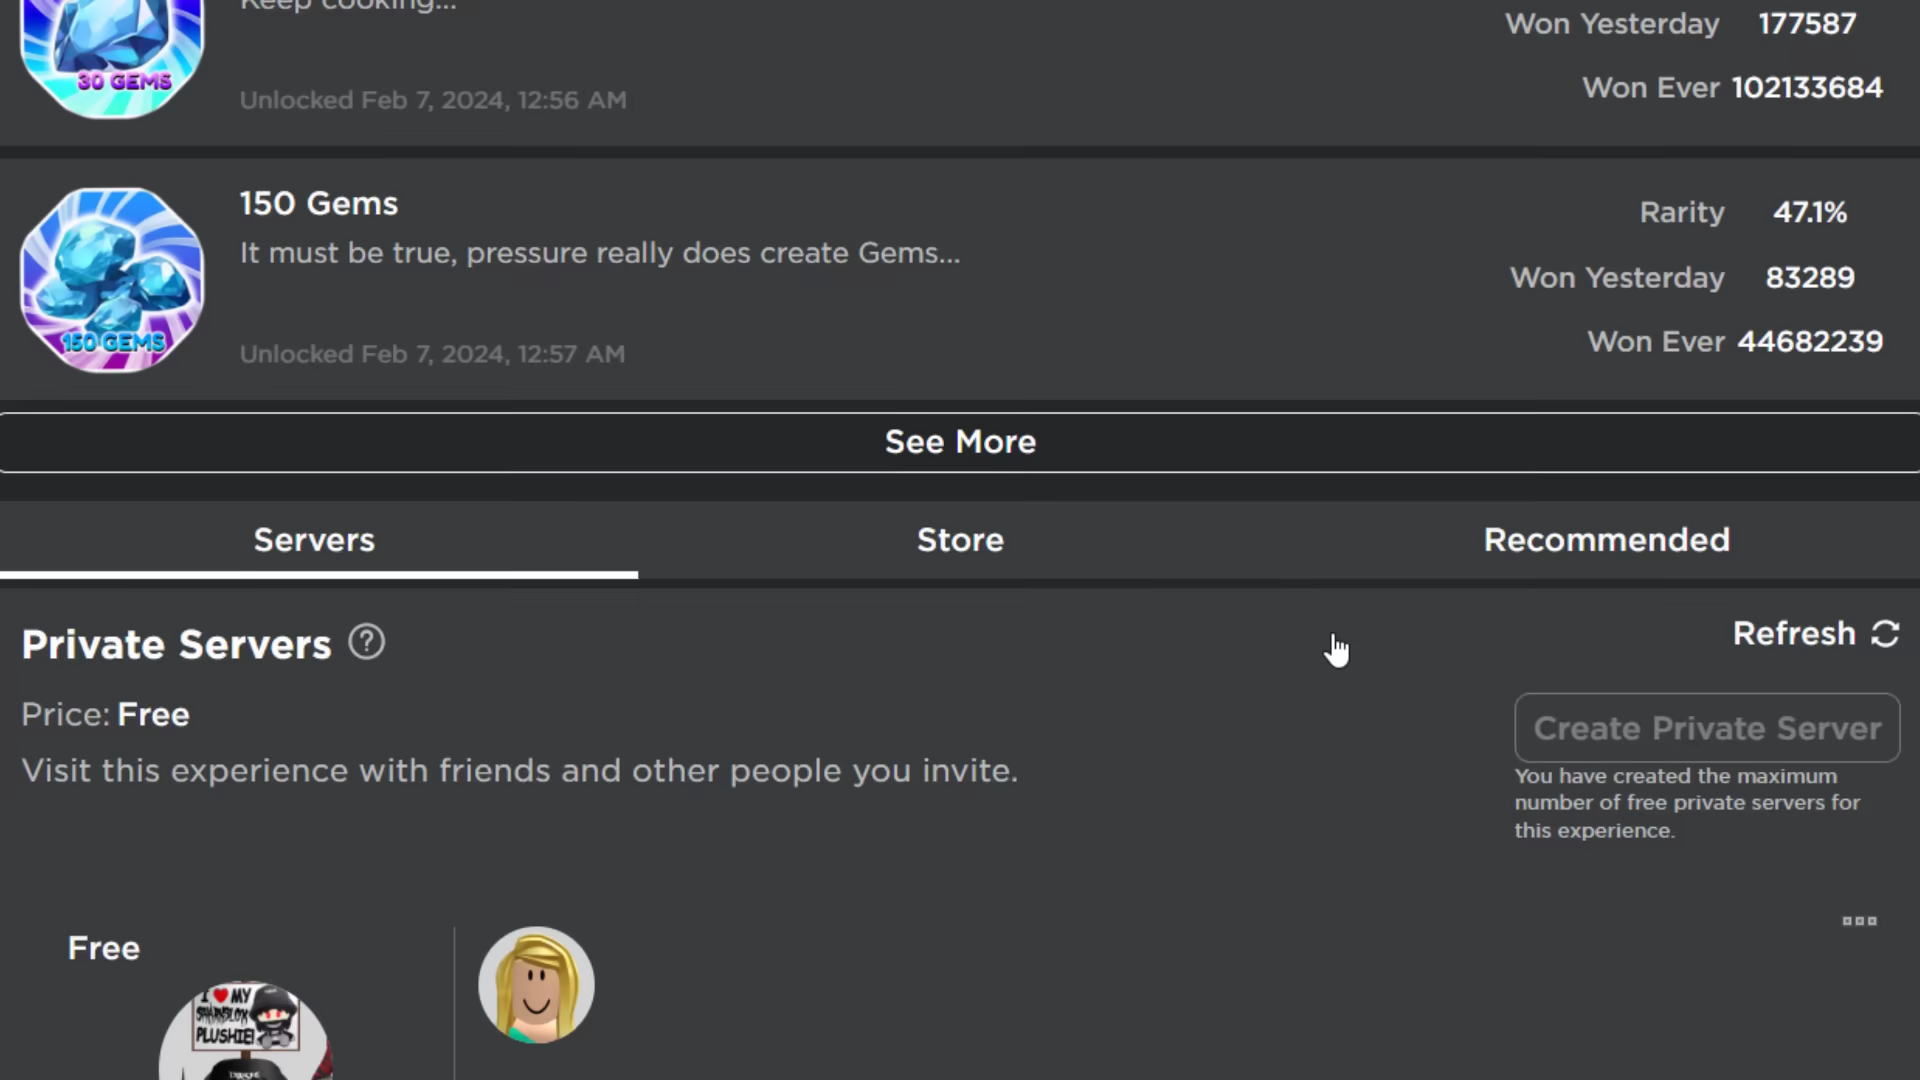 Keep cooking...
Won Yesterday 177587
30 GEMS
Won Ever 102133684
Unlocked Feb 7, 2024, 12:56 AM
150 Gems
Rarity 47.1%
It must be true, pressure really does create Gems...
Won Yesterday 83289
150 GEMS
Won Ever 44682239
Unlocked Feb 7, 2024, 12:57 AM
See More
Servers
Store
Recommended
Private Servers
Refresh
Price: Free
Create Private Server
Visit this experience with friends and other people you invite.
You have created the maximum
number of free private servers for
this experience.
Free
I ❤ MY
PLUSHIE!